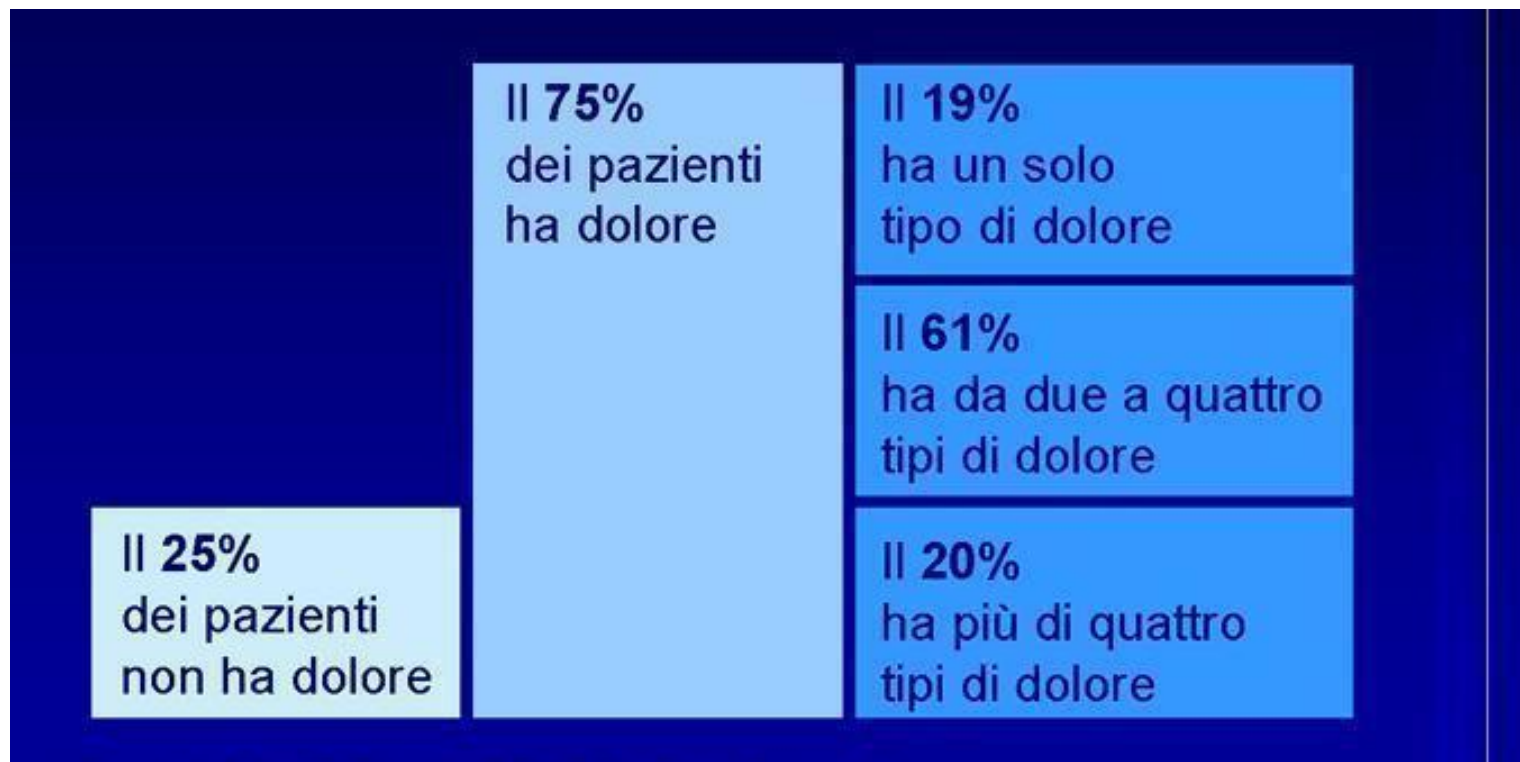 Il 25%
dei pazienti
non ha dolore
Il 75%
dei pazienti
ha dolore
Il 19%
ha un solo
tipo di dolore
Il 61%
ha da due a quattro
tipi di dolore
Il 20%
ha più di quattro
tipi di dolore